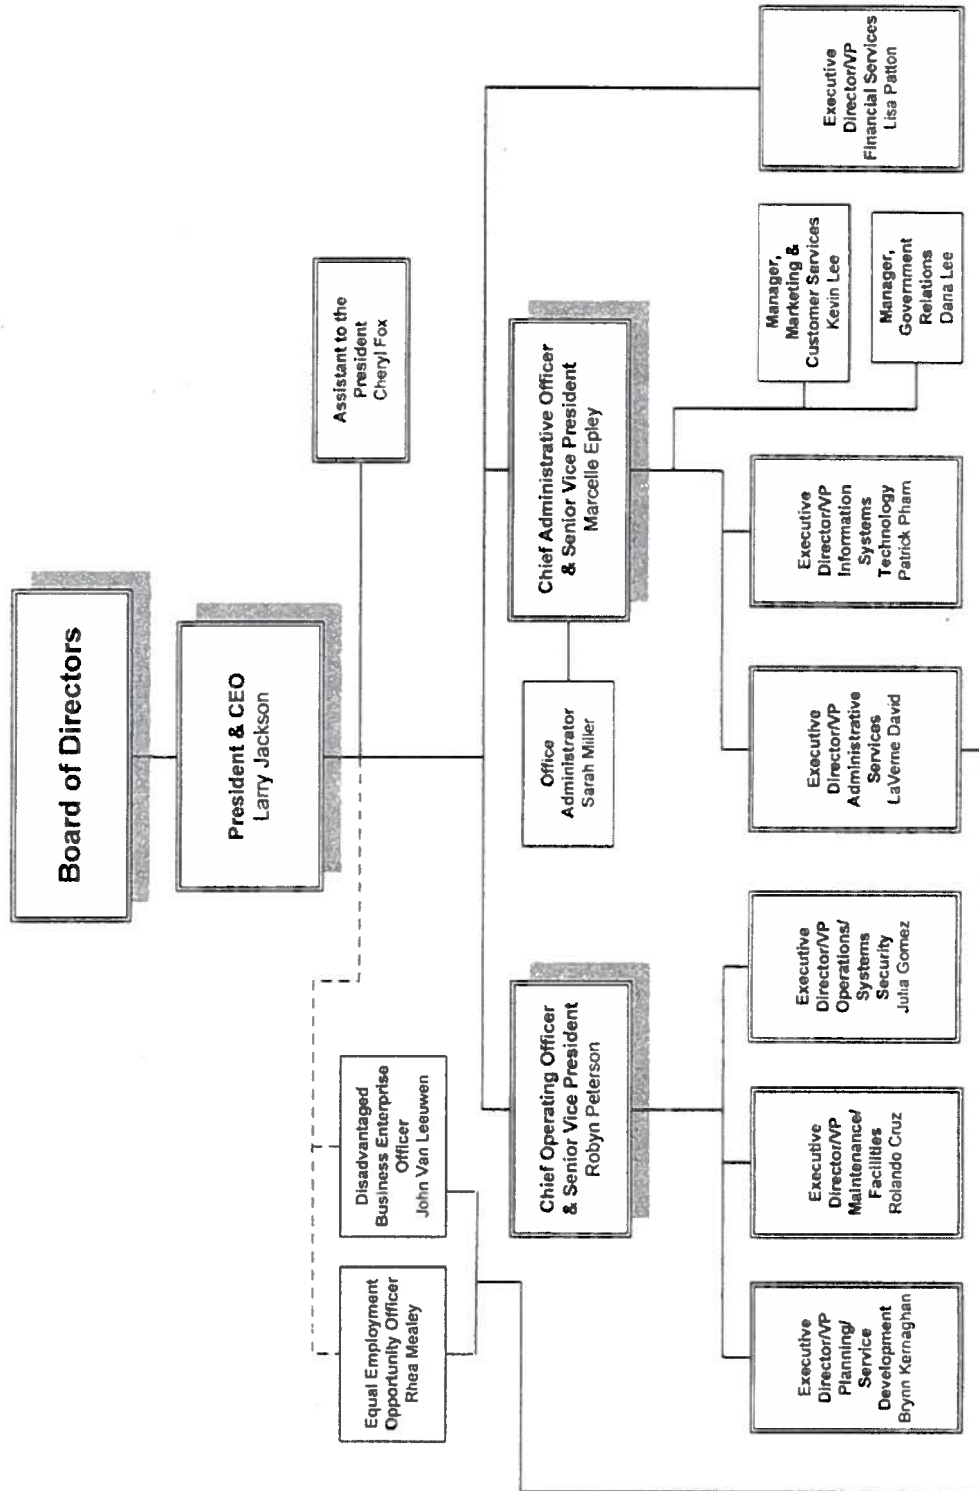 Board of Directors
President & CEO
Larry Jackson
Assistant to the
President
Cheryl Fox
Equal Employment
Opportunity Officer
Rhea Mealey
Disadvantaged
Business Enterprise
Officer
John Van Leeuwen
Chief Operating Officer
& Senior Vice President
Robyn Peterson
Office
Administrator
Sarah Miller
Chief Administrative Officer
& Senior Vice President
Marcelle Epley
Executive
Director/VP
Planning/
Service
Development
Brynn Kernaghan
Executive
Director/VP
Maintenance/
Facilities
Rolando Cruz
Executive
Director/VP
Operations/
Systems
Security
Julia Gomez
Executive
Director/VP
Administrative
Services
LaVerne David
Executive
Director/VP
Information
Systems
Technology
Patrick Pham
Manager,
Marketing &
Customer Services
Kevin Lee
Manager,
Government
Relations
Dana Lee
Executive
Director/VP
Financial Services
Lisa Patton